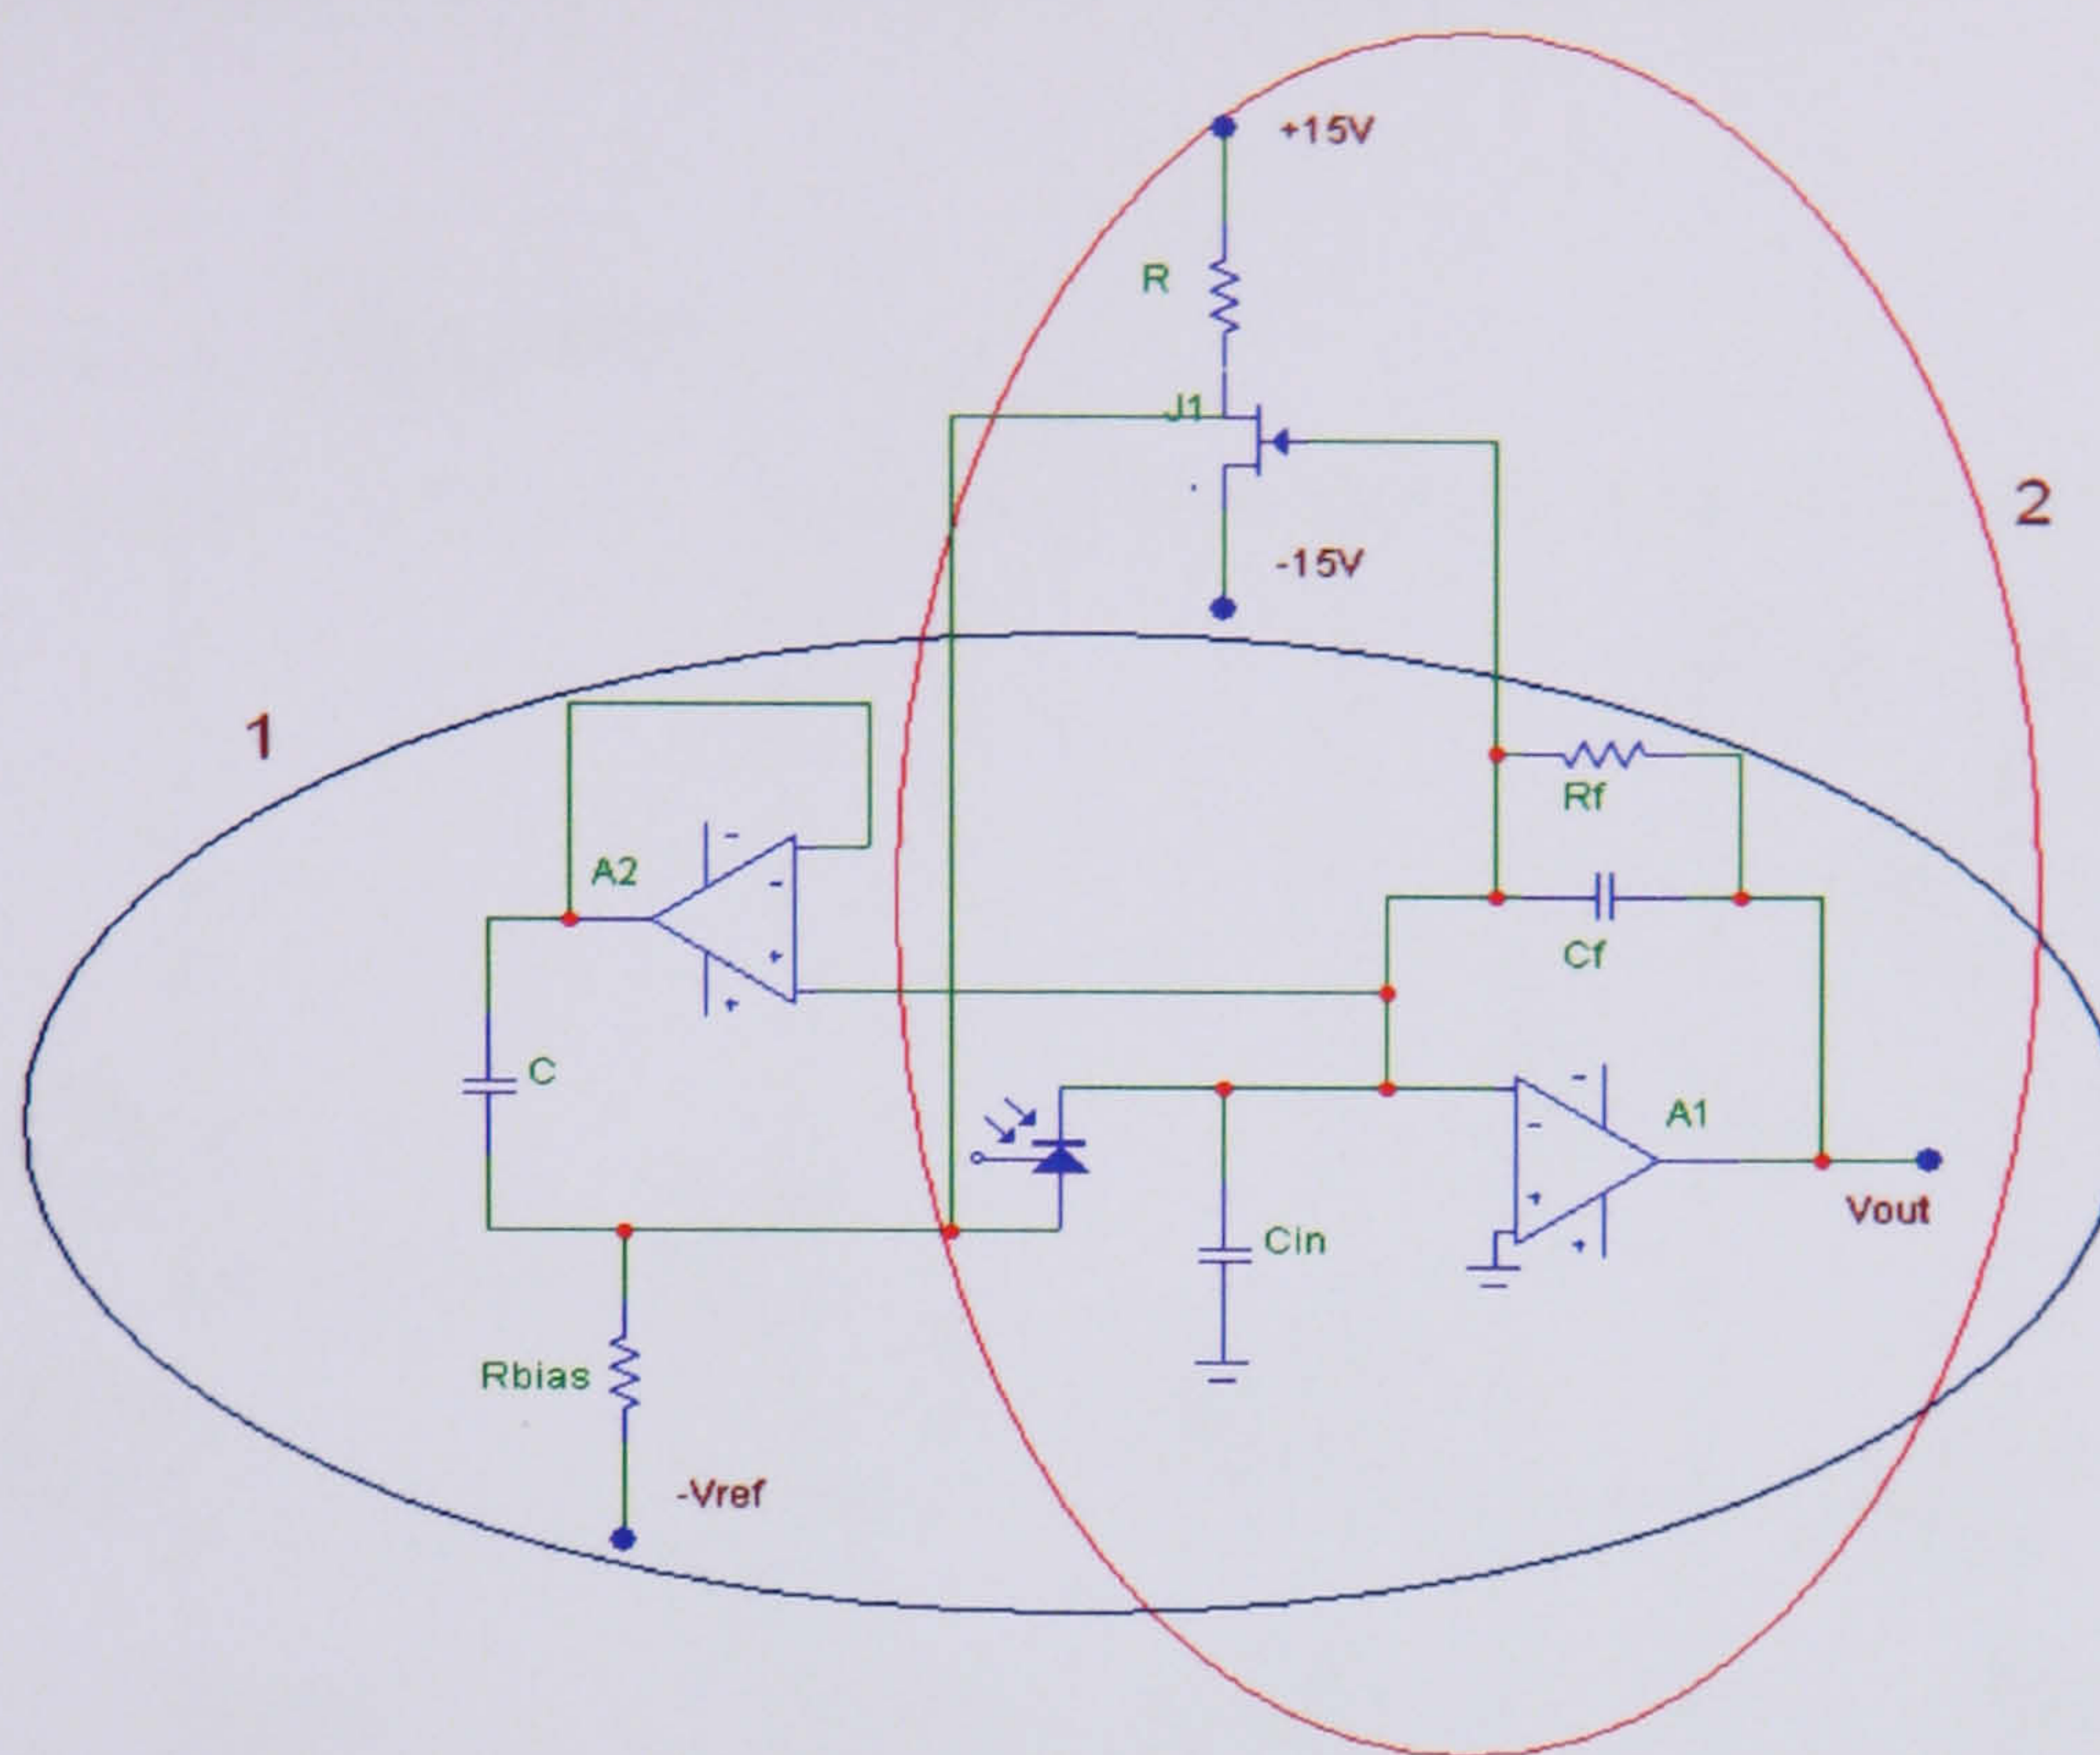 +15V
R
J1
2
-15V
1
Rf
A2
-
-
Cf
+
+
C
-
A1
-
+
Vout
+
Cin
Rbias
-Vref